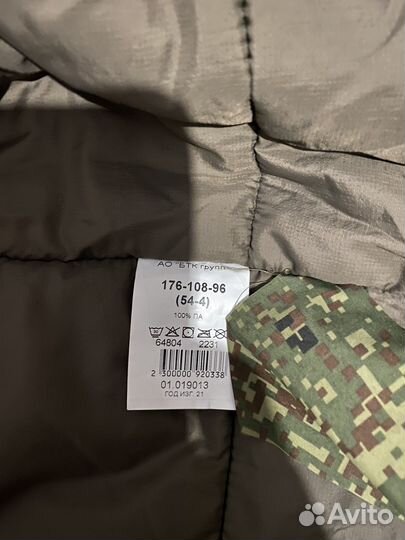 АО "БТК групп"
176-108-96
(54-4)
100% ПА
64804 2231
2 300000 920338
01.019013
ГОД ИЗГ. 21
Avito